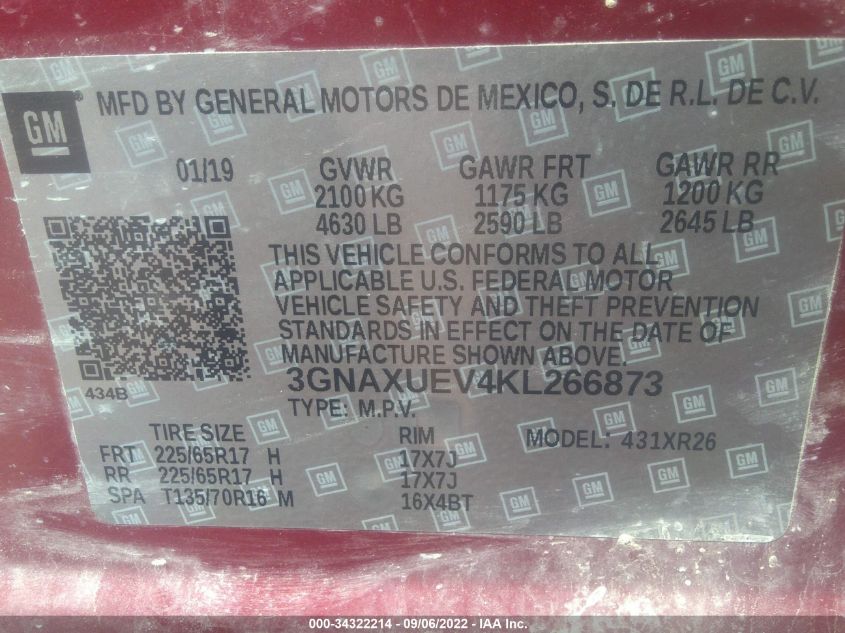 GM
MFD BY GENERAL MOTORS DE MEXICO, S. DE R.L. DE C.V.
01/19 GVWR GAWR FRT GAWR RR
2100 KG 1175 KG 1200 KG
4630 LB 2590 LB 2645 LB
THIS VEHICLE CONFORMS TO ALL
APPLICABLE U.S. FEDERAL MOTOR
VEHICLE SAFETY AND THEFT PREVENTION
STANDARDS IN EFFECT ON THE DATE OF
MANUFACTURE SHOWN ABOVE.
434B
3GNAXUEV4KL266873
TYPE: M.P.V.
TIRE SIZE RIM MODEL: 431XR26
FRT 225/65R17 H 17X7J
RR 225/65R17 H 17X7J
SPA T135/70R16 M 16X4BT
000-34322214 - 09/06/2022 - IAAI.com